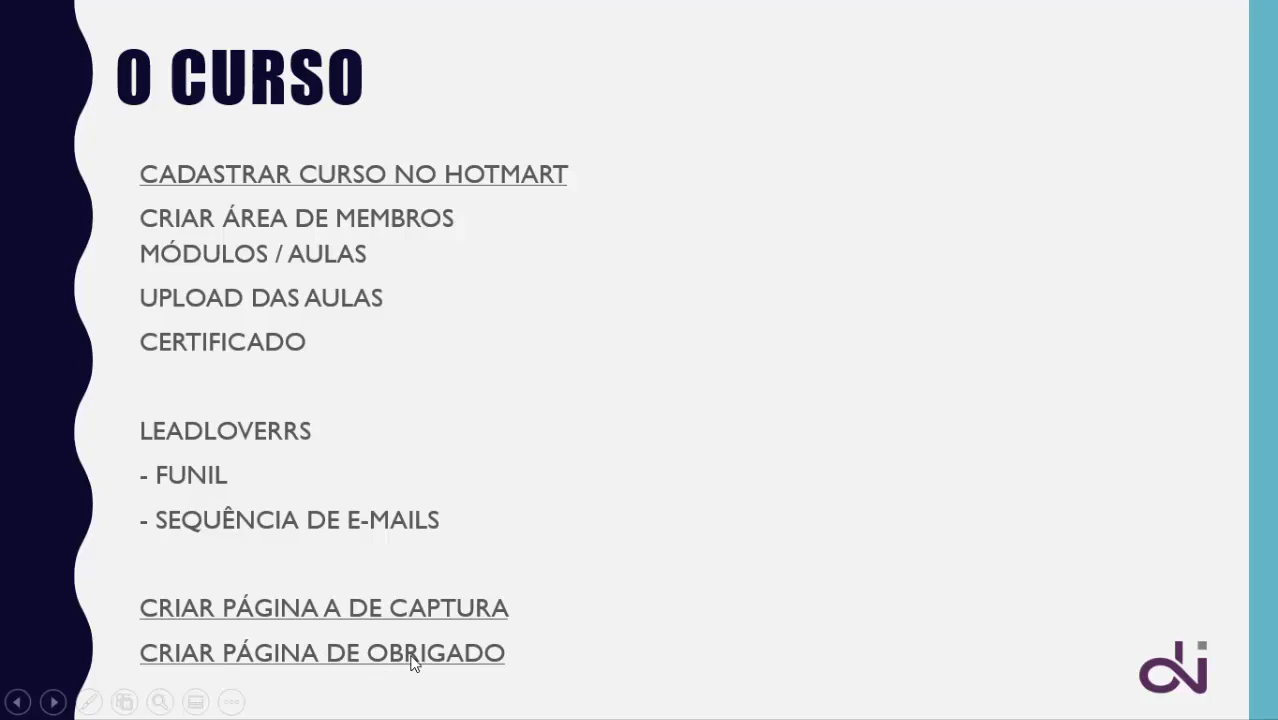 O CURSO
CADASTRAR CURSO NO HOTMART
CRIAR ÁREA DE MEMBROS
MÓDULOS / AULAS
UPLOAD DAS AULAS
CERTIFICADO
LEADLOVERRS
- FUNIL
- SEQUÊNCIA DE E-MAILS
CRIAR PÁGINA A DE CAPTURA
CRIAR PÁGINA DE OBRIGADO